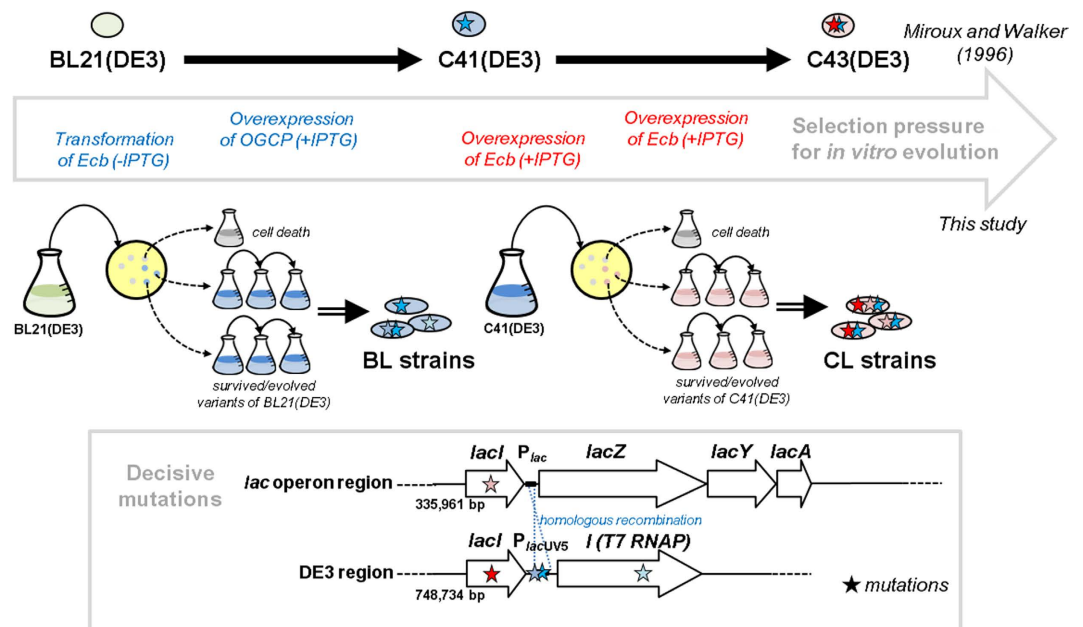 BL21(DE3)
C41(DE3)
C43(DE3)
Miroux and Walker
(1996)
Transformation
of Ecb (-IPTG)
Overexpression
of OGCP (+IPTG)
Overexpression
of Ecb (+IPTG)
Overexpression
of Ecb (+IPTG)
Selection pressure
for in vitro evolution
This study
cell death
BL21(DE3)
BL strains
survived/evolved
variants of BL21(DE3)
cell death
C41(DE3)
CL strains
survived/evolved
variants of C41(DE3)
Decisive
mutations
lacI Plac lacZ lacY lacA
lac operon region
335,961 bp
homologous recombination
lacI PlacUV5 I (T7 RNAP)
DE3 region
748,734 bp
mutations